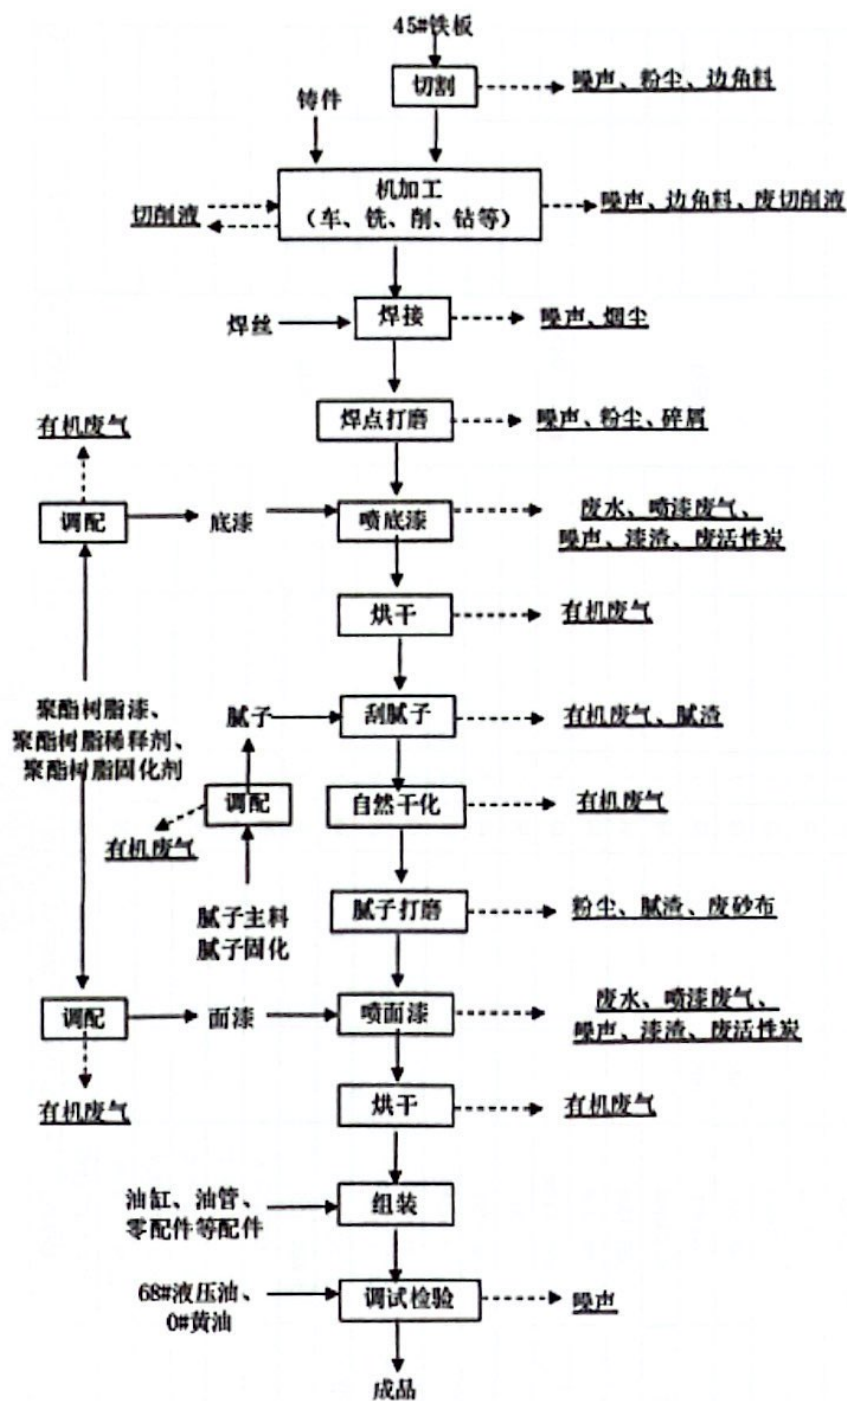 45#铁板
切割
噪声、粉尘、边角料
铸件
机加工
（车、铣、削、钻等）
切削液
噪声、边角料、废切削液
焊丝
焊接
噪声、烟尘
焊点打磨
噪声、粉尘、碎屑
有机废气
调配
底漆
喷底漆
废水、喷漆废气、
噪声、漆渣、废活性炭
烘干
有机废气
聚酯树脂漆、
聚酯树脂稀释剂、
聚酯树脂固化剂
腻子
刮腻子
有机废气、腻渣
调配
自然干化
有机废气
有机废气
腻子主料
腻子固化
腻子打磨
粉尘、腻渣、废砂布
调配
面漆
喷面漆
废水、喷漆废气、
噪声、漆渣、废活性炭
有机废气
烘干
有机废气
油缸、油管、
零配件等配件
组装
68#液压油、
0#黄油
调试检验
噪声
成品